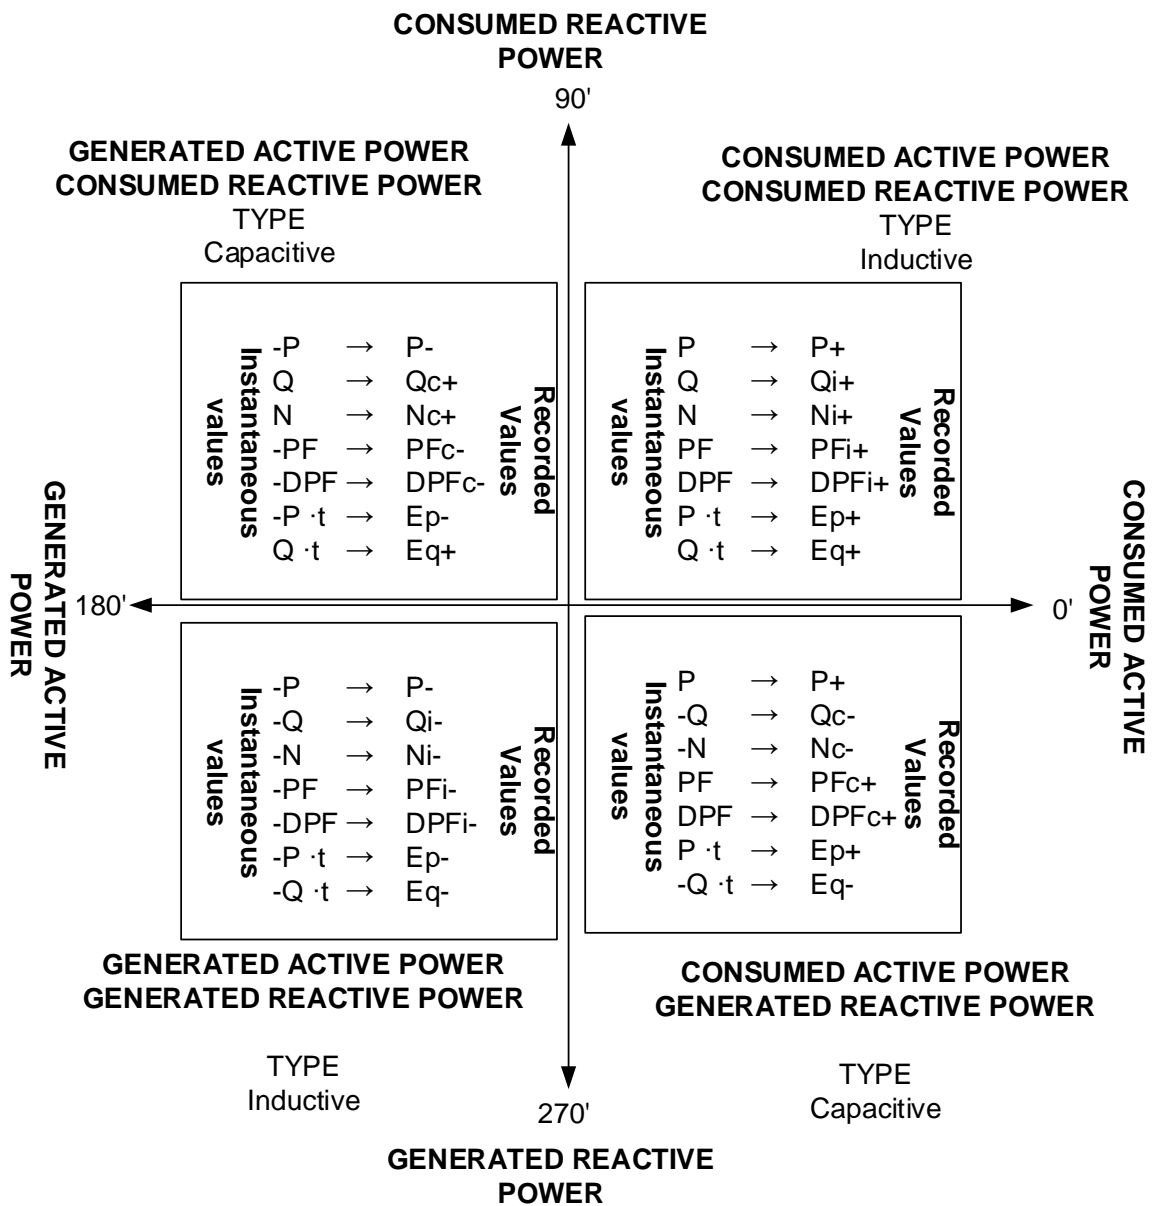 CONSUMED REACTIVE
POWER
90'
GENERATED ACTIVE POWER
CONSUMED REACTIVE POWER
TYPE
Capacitive
CONSUMED ACTIVE POWER
CONSUMED REACTIVE POWER
TYPE
Inductive
Instantaneous
values
-P → P-
Q → Qc+
N → Nc+
-PF → PFc-
-DPF → DPFc-
-P ·t → Ep-
Q ·t → Eq+
Recorded
Values
Instantaneous
values
P → P+
Q → Qi+
N → Ni+
PF → PFi+
DPF → DPFi+
P ·t → Ep+
Q ·t → Eq+
Recorded
Values
GENERATED ACTIVE
POWER
180'
0'
CONSUMED ACTIVE
POWER
Instantaneous
values
-P → P-
-Q → Qi-
-N → Ni-
-PF → PFi-
-DPF → DPFi-
-P ·t → Ep-
-Q ·t → Eq-
Recorded
Values
Instantaneous
values
P → P+
-Q → Qc-
-N → Nc-
PF → PFc+
DPF → DPFc+
P ·t → Ep+
-Q ·t → Eq-
Recorded
Values
GENERATED ACTIVE POWER
GENERATED REACTIVE POWER
TYPE
Inductive
CONSUMED ACTIVE POWER
GENERATED REACTIVE POWER
TYPE
Capacitive
270'
GENERATED REACTIVE
POWER